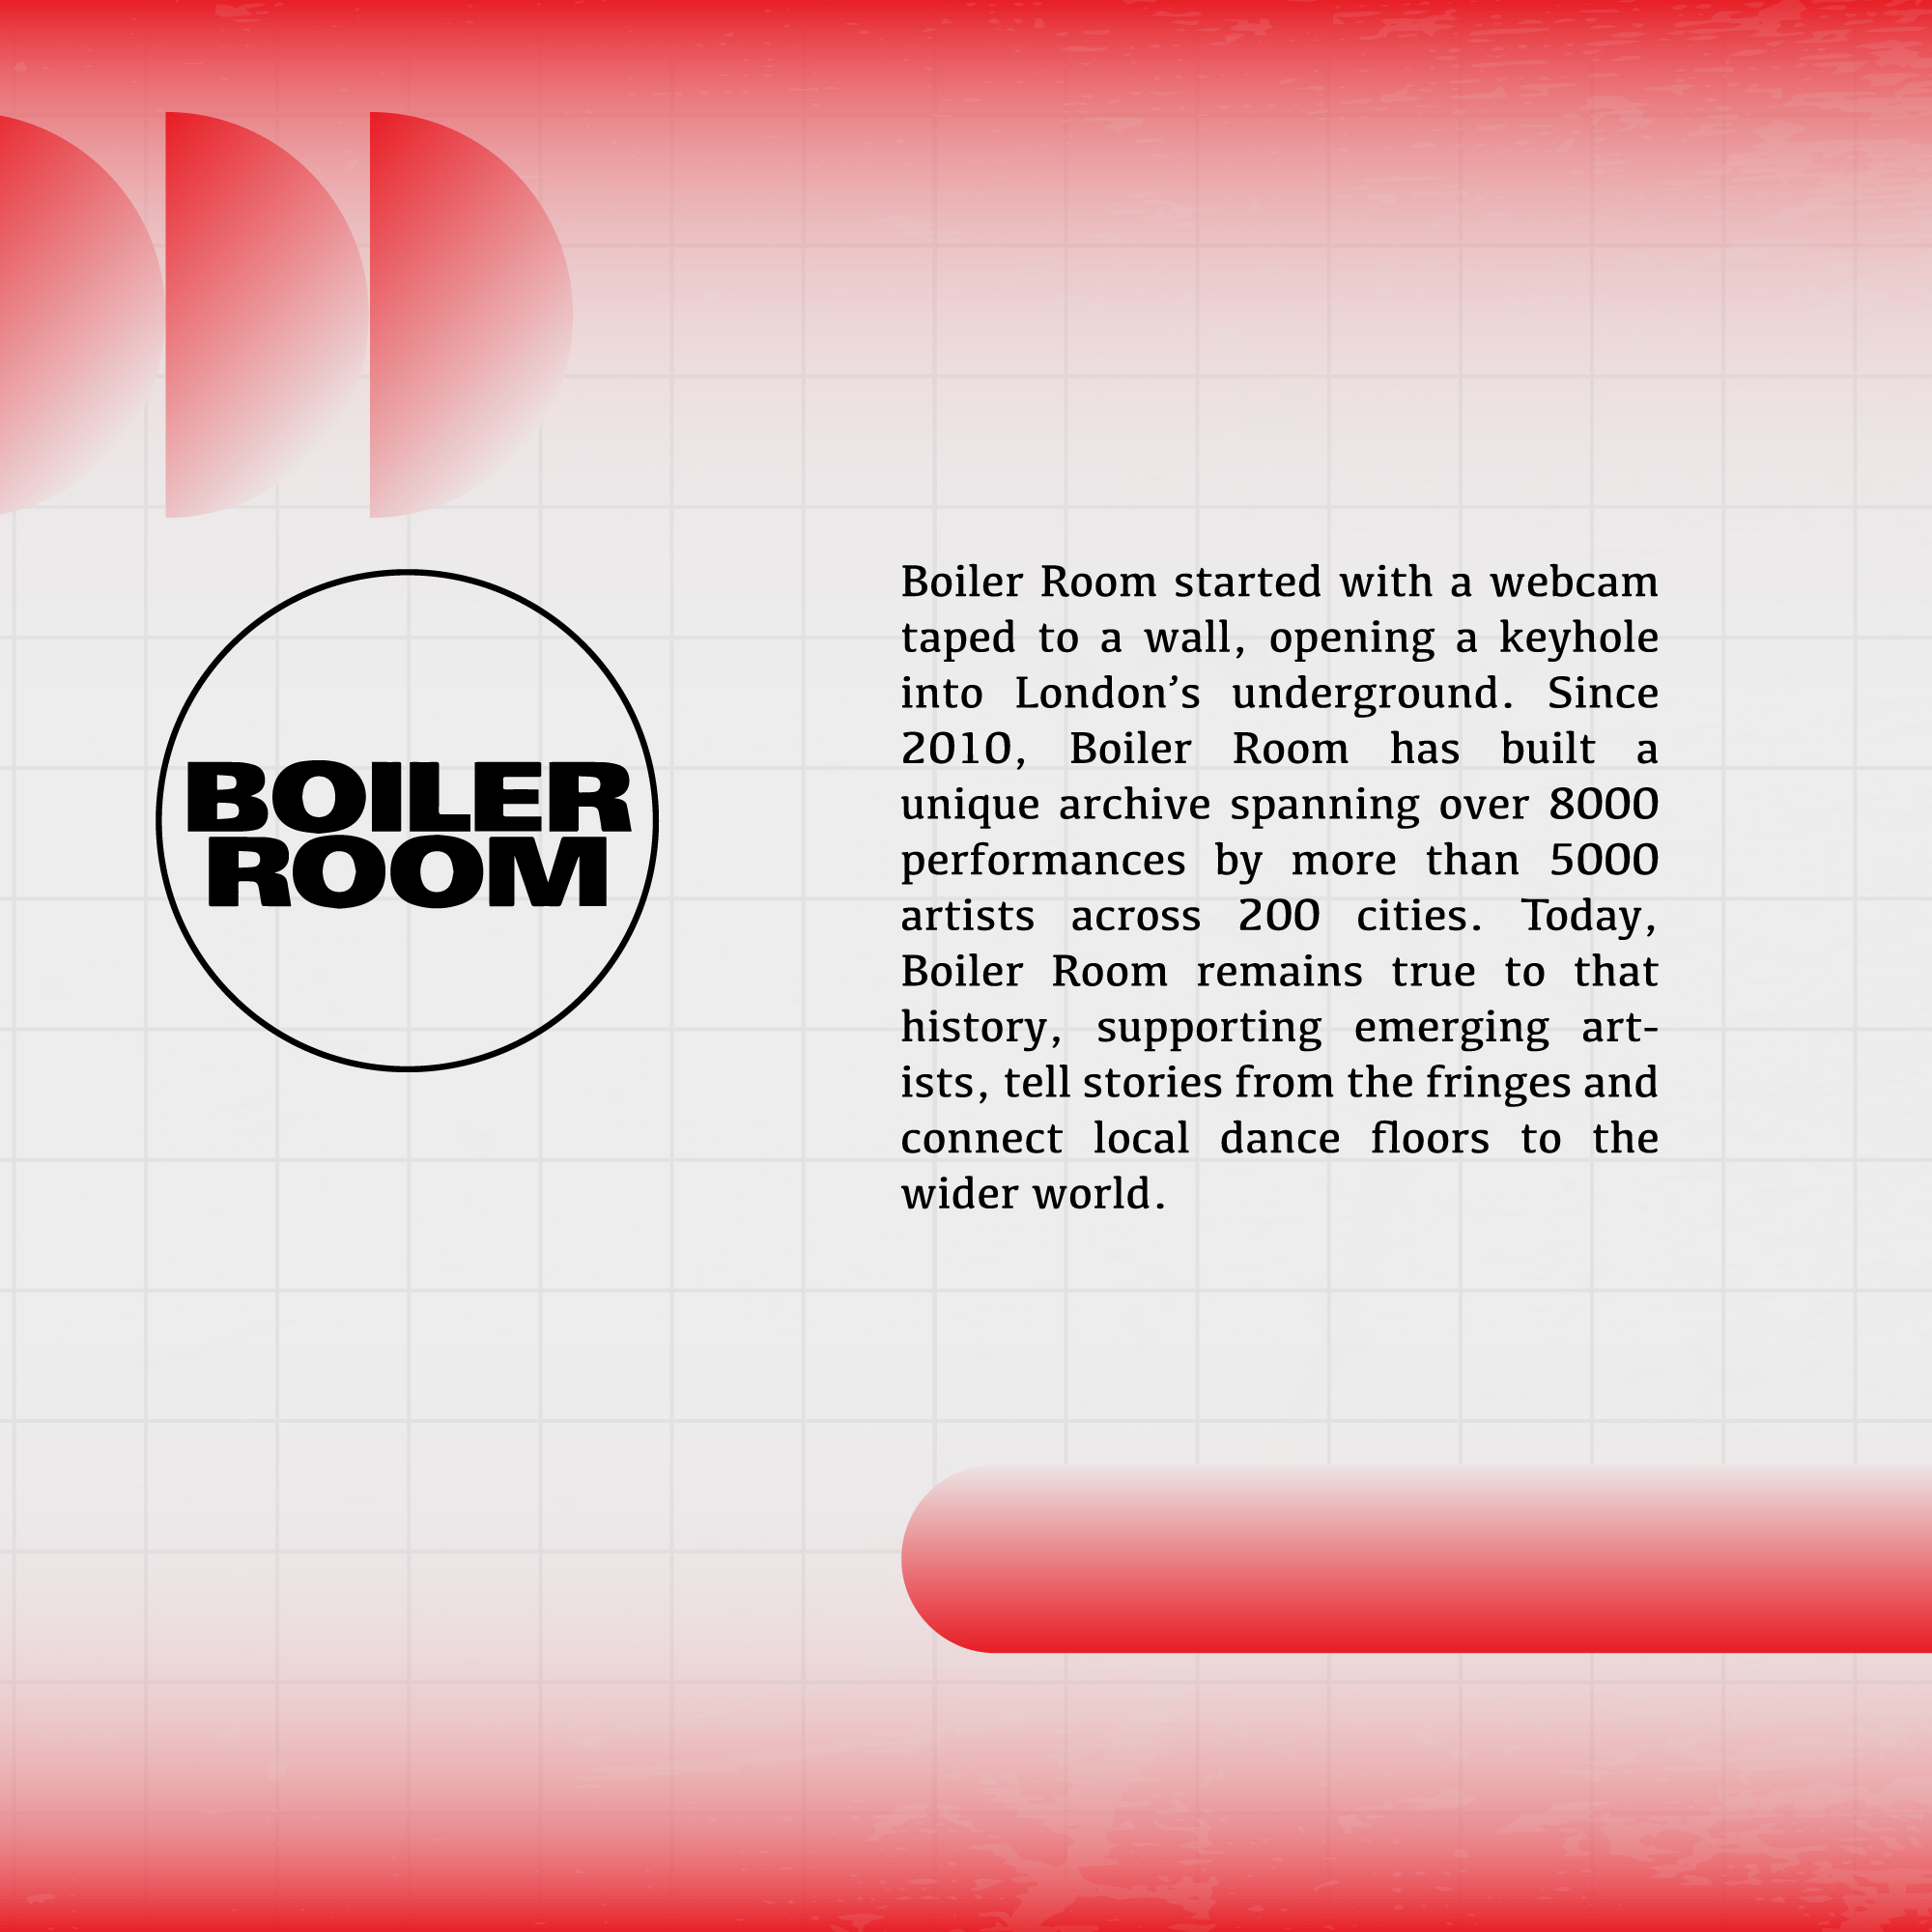 BOILER
ROOM
Boiler Room started with a webcam
taped to a wall, opening a keyhole
into London’s underground. Since
2010, Boiler Room has built a
unique archive spanning over 8000
performances by more than 5000
artists across 200 cities. Today,
Boiler Room remains true to that
history, supporting emerging art-
ists, tell stories from the fringes and
connect local dance floors to the
wider world.